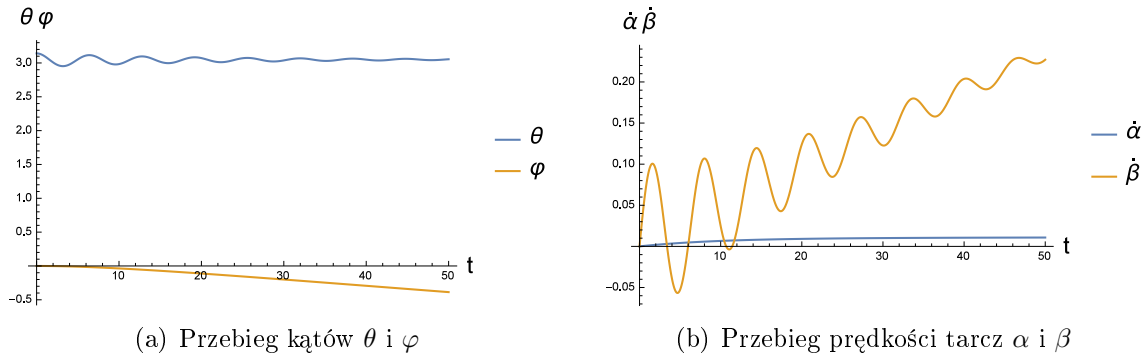 θ φ
3.0
2.5
2.0
1.5
1.0
0.5
-0.5
10 20 30 40 50 t
θ
φ
(a) Przebieg kątów θ i φ
α̇ β̇
0.20
0.15
0.10
0.05
-0.05
10 20 30 40 50 t
α̇
β̇
(b) Przebieg prędkości tarcz α i β